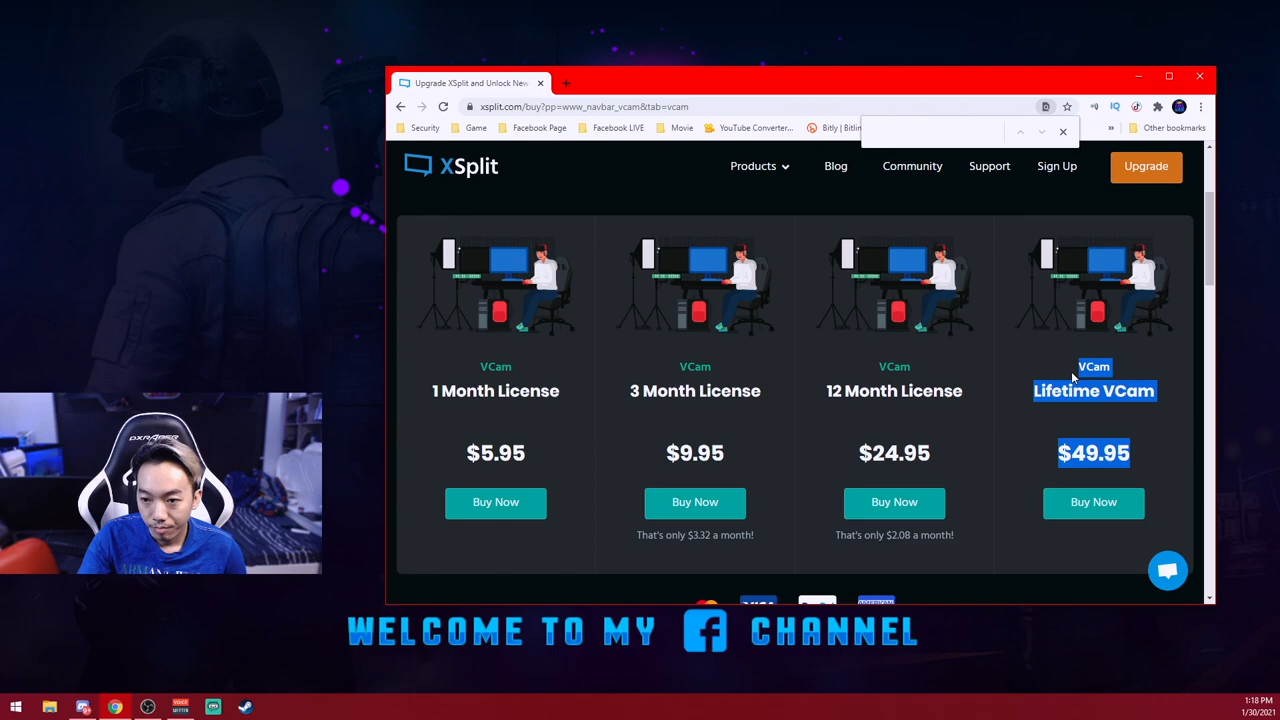 Upgrade XSplit and Unlock New
xsplit.com/buy?pp=www_navbar_vcam&tab=vcam
Security Game Facebook Page Facebook LIVE Movie YouTube Converter... Bitly | Bitlin » Other bookmarks
XSplit Products Blog Community Support Sign Up Upgrade
VCam VCam VCam VCam
1 Month License 3 Month License 12 Month License Lifetime VCam
$5.95 $9.95 $24.95 $49.95
Buy Now Buy Now Buy Now Buy Now
That's only $3.32 a month! That's only $2.08 a month!
DXRACER
WELCOME TO MY f CHANNEL
1:18 PM
1/30/2021